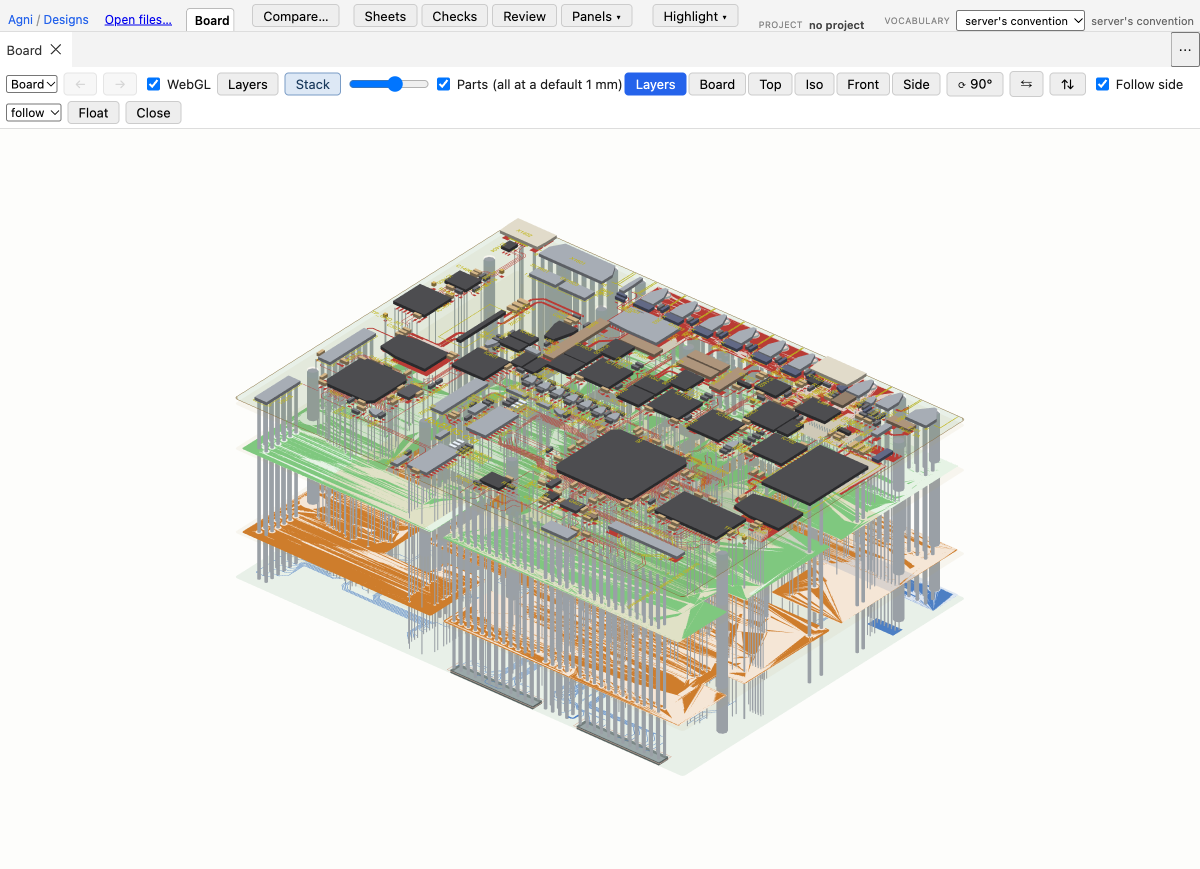 Agni / Designs Open files... Board Compare... Sheets Checks Review Panels ▾ Highlight ▾ PROJECT no project VOCABULARY server's convention server's convention
Board ✕ ...
Board ← → WebGL Layers Stack Parts (all at a default 1 mm) Layers Board Top Iso Front Side ⟳ 90° ⇆ ⇅ Follow side
follow Float Close